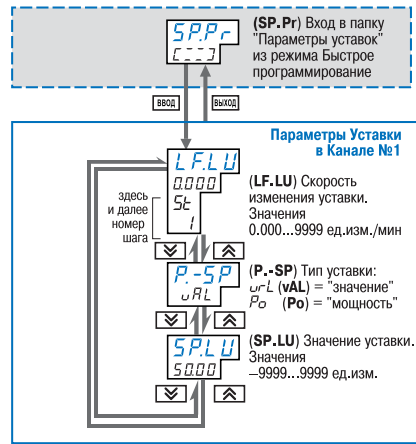 SP.Pr
[---]
(SP.Pr) Вход в папку
"Параметры уставок"
из режима Быстрое
программирование
ВВОД
ВЫХОД
Параметры Уставки
в Канале №1
LF.LU
0.000
St
1
здесь
и далее
номер
шага
(LF.LU) Скорость
изменения уставки.
Значения
0.000...9999 ед.изм./мин
P.-SP
vAL
(P.-SP) Тип уставки:
vrL (vAL) = "значение"
Po (Po) = "мощность"
SP.LU
50.00
(SP.LU) Значение уставки.
Значения
–9999...9999 ед.изм.